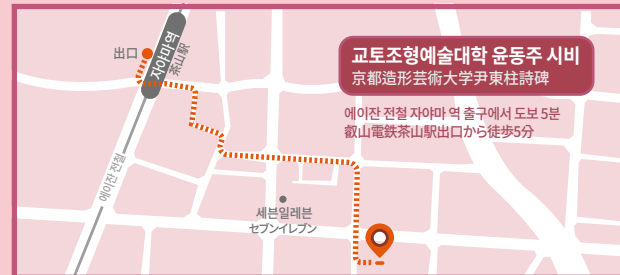 出口
자야마역
茶山駅
에이잔 전철
교토조형예술대학 윤동주 시비
京都造形芸術大学尹東柱詩碑
에이잔 전철 자야마 역 출구에서 도보 5분
叡山電鉄茶山駅出口から徒歩5分
세븐일레븐
セブンイレブン